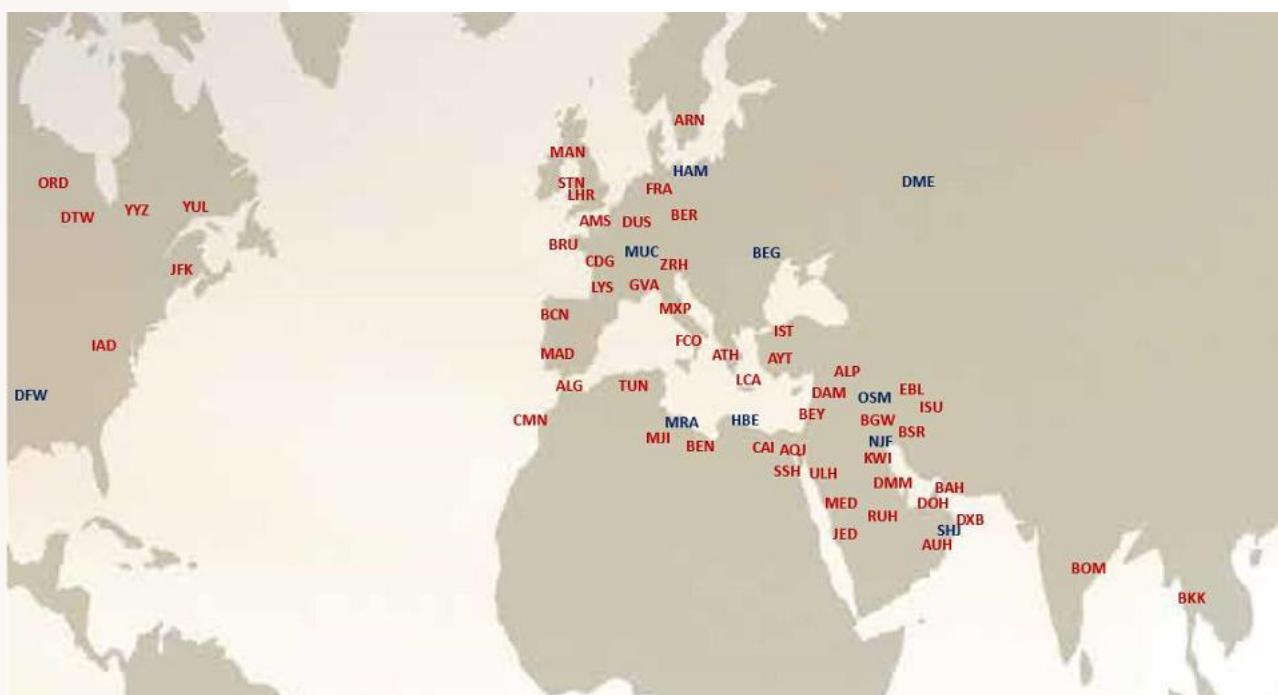 ARN
MAN
HAM
ORD
STN
FRA
DME
LHR
DTW
YYZ
YUL
AMS
DUS
BER
BRU
MUC
BEG
JFK
CDG
ZRH
LYS
GVA
BCN
MXP
IAD
FCO
IST
MAD
ATH
AYT
ALP
DFW
ALG
TUN
LCA
DAM
OSM
EBL
ISU
CMN
MRA
HBE
BEY
BGW
BSR
MJI
BEN
CAI
AQJ
NJF
KWI
SSH
ULH
DMM
BAH
MED
DOH
RUH
DXB
JED
SHJ
AUH
BOM
BKK